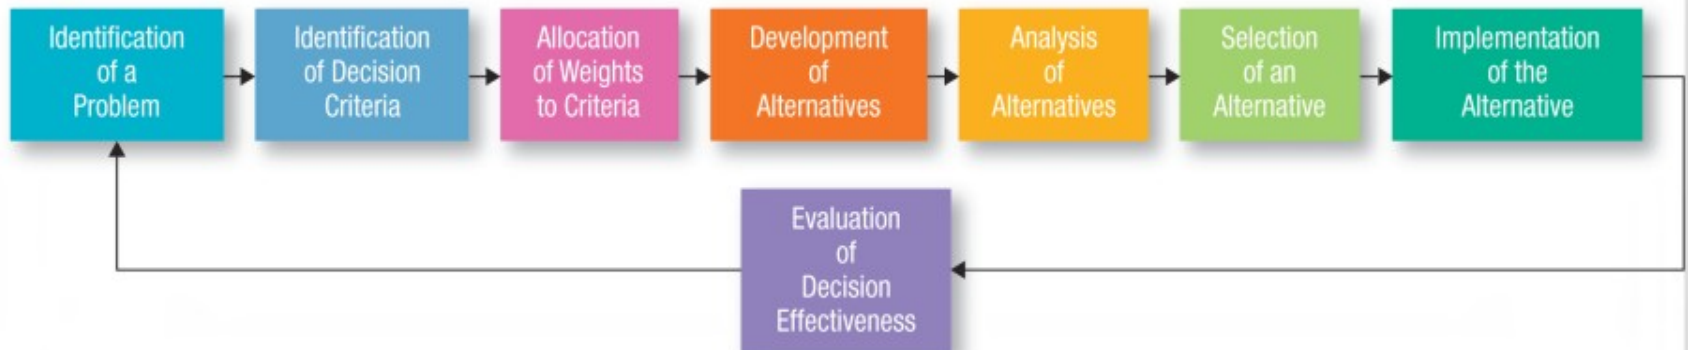 Identification
of a
Problem
Identification
of Decision
Criteria
Allocation
of Weights
to Criteria
Development
of
Alternatives
Analysis
of
Alternatives
Selection
of an
Alternative
Implementation
of the
Alternative
Evaluation
of
Decision
Effectiveness